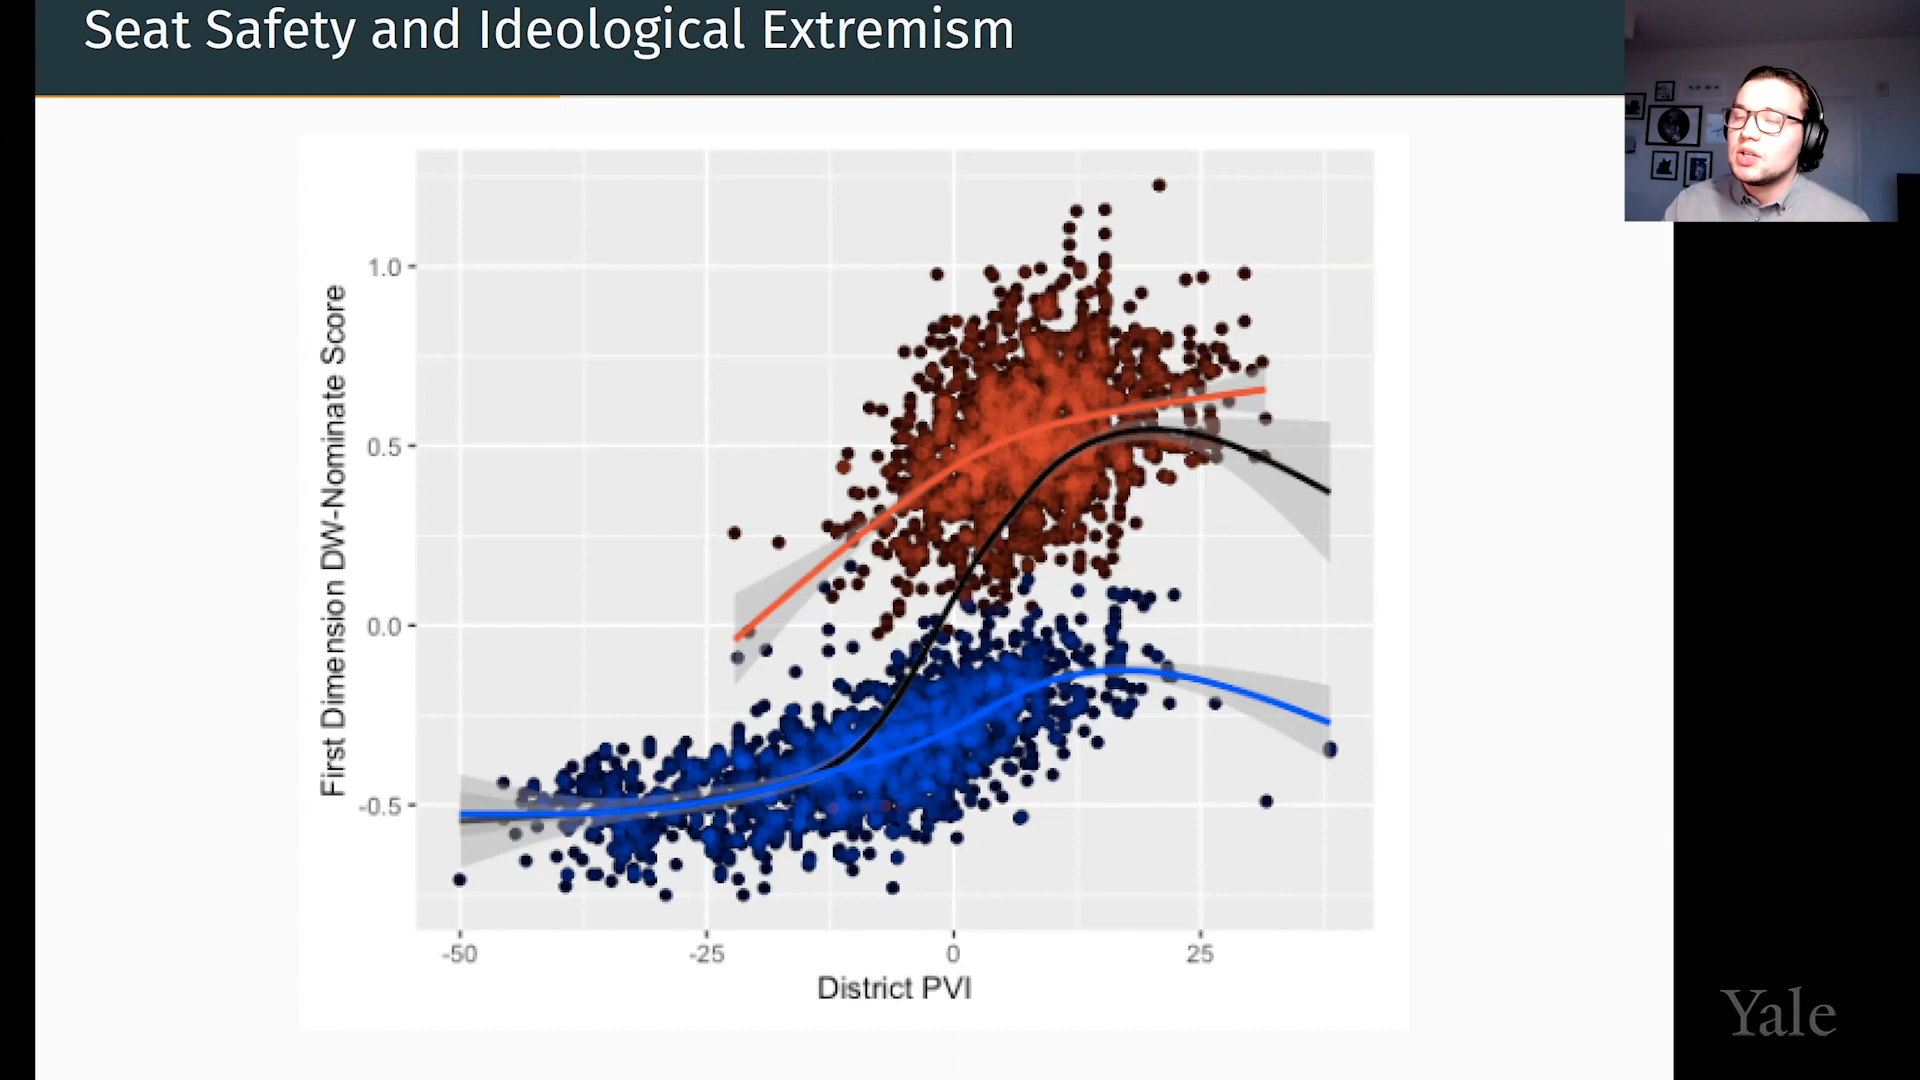 Seat Safety and Ideological Extremism
First Dimension DW-Nominate Score
1.0
0.5
0.0
-0.5
-50
-25
0
25
District PVI
Yale